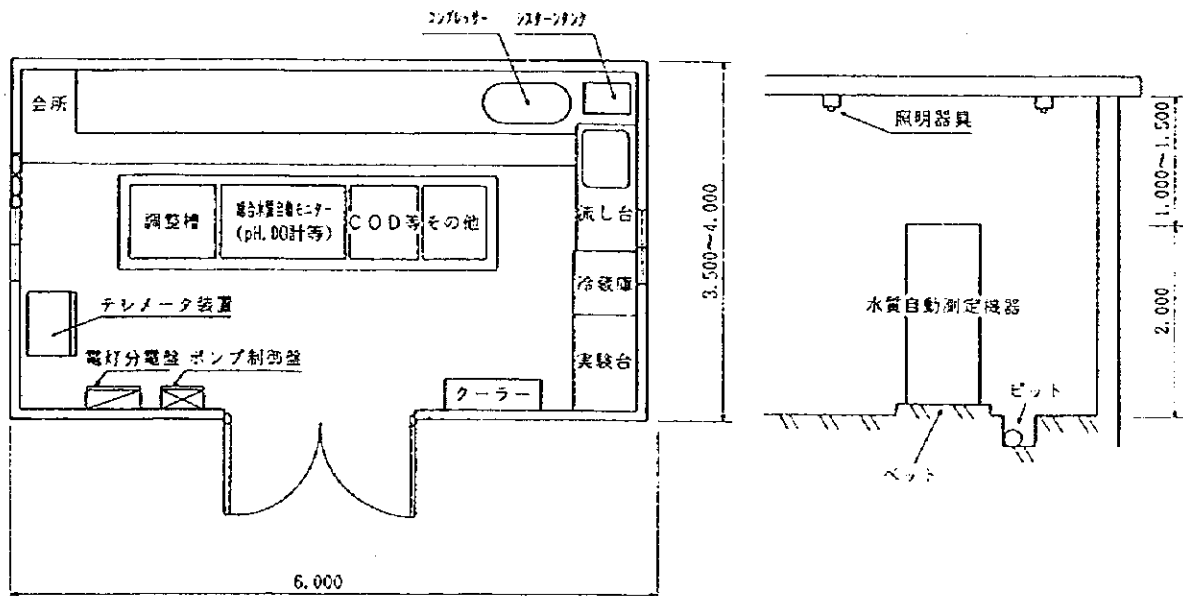 コンプレッサー
シスターンタンク
会所
調整槽
総合水質自動モニター
(pH.DO計等)
COD等
その他
流し台
冷蔵庫
実験台
テレメータ装置
電灯分電盤
ポンプ制御盤
クーラー
3.500~4.000
6.000
照明器具
水質自動測定機器
ピット
ベット
1.000~1.500
2.000